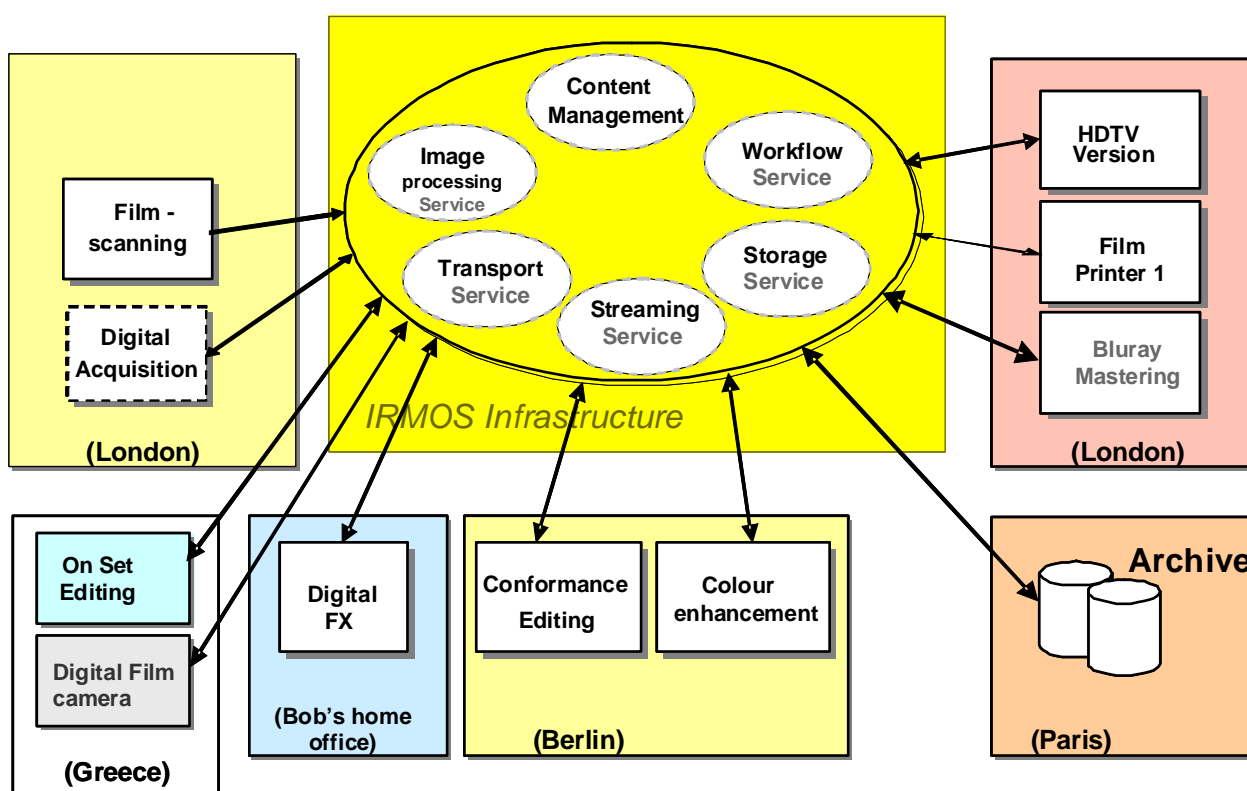 Content
Management
Image
processing
Service
Workflow
Service
Transport
Service
Storage
Service
Streaming
Service
IRMOS Infrastructure
Film -
scanning
Digital
Acquisition
(London)
HDTV
Version
Film
Printer 1
Bluray
Mastering
(London)
On Set
Editing
Digital Film
camera
(Greece)
Digital
FX
(Bob's home
office)
Conformance
Editing
Colour
enhancement
(Berlin)
Archive
(Paris)